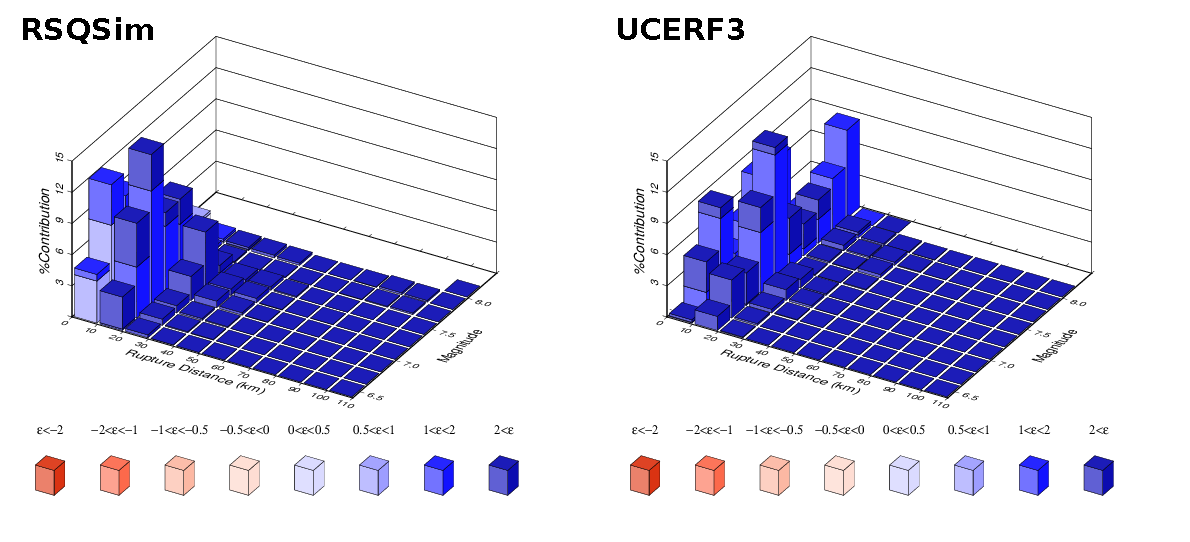 RSQSim
%Contribution
15
12
9
6
3
0
10
20
30
40
50
60
70
80
90
100
110
Rupture Distance (km)
6.5
7.0
7.5
8.0
Magnitude
ε<−2
−2<ε<−1
−1<ε<−0.5
−0.5<ε<0
0<ε<0.5
0.5<ε<1
1<ε<2
2<ε
UCERF3
%Contribution
15
12
9
6
3
0
10
20
30
40
50
60
70
80
90
100
110
Rupture Distance (km)
6.5
7.0
7.5
8.0
Magnitude
ε<−2
−2<ε<−1
−1<ε<−0.5
−0.5<ε<0
0<ε<0.5
0.5<ε<1
1<ε<2
2<ε